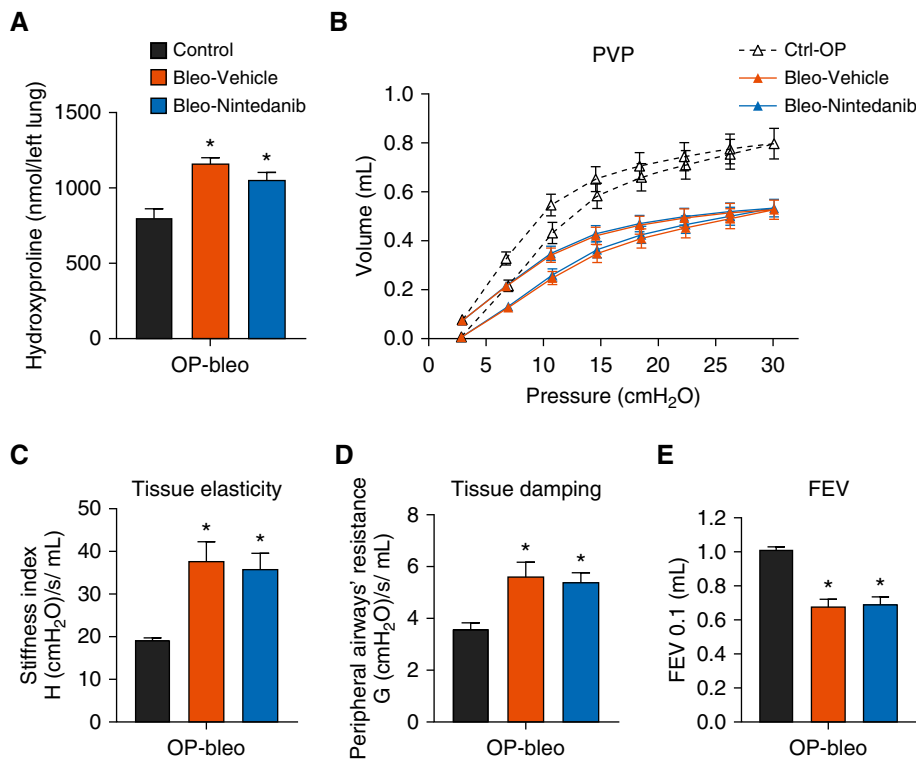 A
Control
Bleo-Vehicle
Bleo-Nintedanib
Hydroxyproline (nmol/left lung)
1500
1000
500
0
*
*
OP-bleo
B
PVP
Ctrl-OP
Bleo-Vehicle
Bleo-Nintedanib
Volume (mL)
1.0
0.8
0.6
0.4
0.2
0.0
0 5 10 15 20 25 30
Pressure (cmH₂O)
C
Tissue elasticity
Stiffness index
H (cmH2O)/s/ mL)
50
40
30
20
10
0
*
*
OP-bleo
D
Tissue damping
Peripheral airways' resistance
G (cmH2O)/s/ mL)
8
6
4
2
0
*
*
OP-bleo
E
FEV
FEV 0.1 (mL)
1.2
1.0
0.8
0.6
0.2
0.0
*
*
OP-bleo